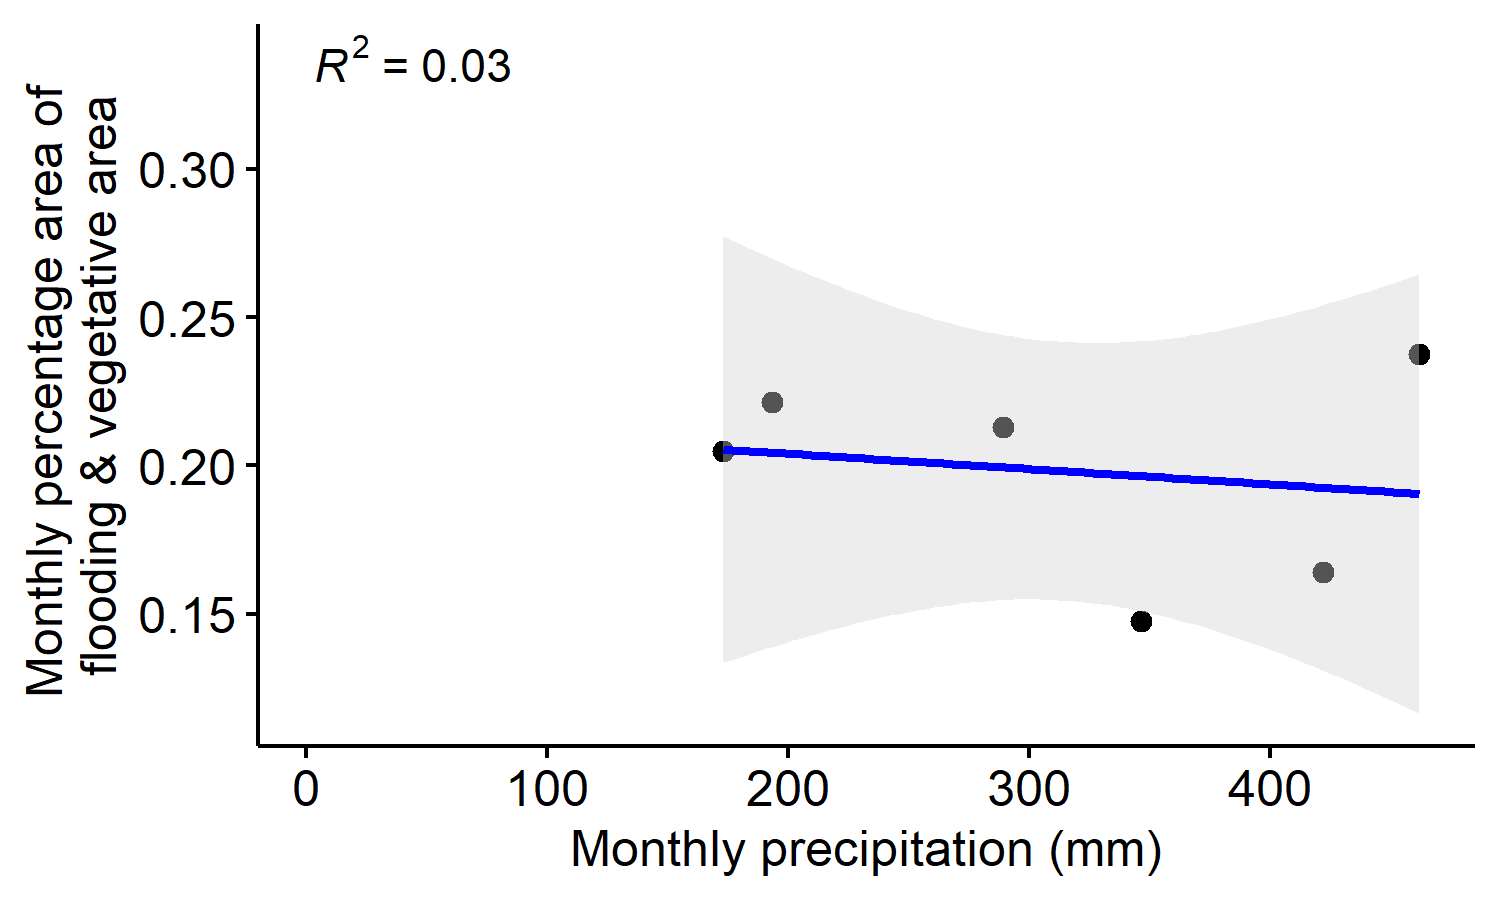 R² = 0.03
Monthly percentage area of
flooding & vegetative area
0.30
0.25
0.20
0.15
0 100 200 300 400
Monthly precipitation (mm)